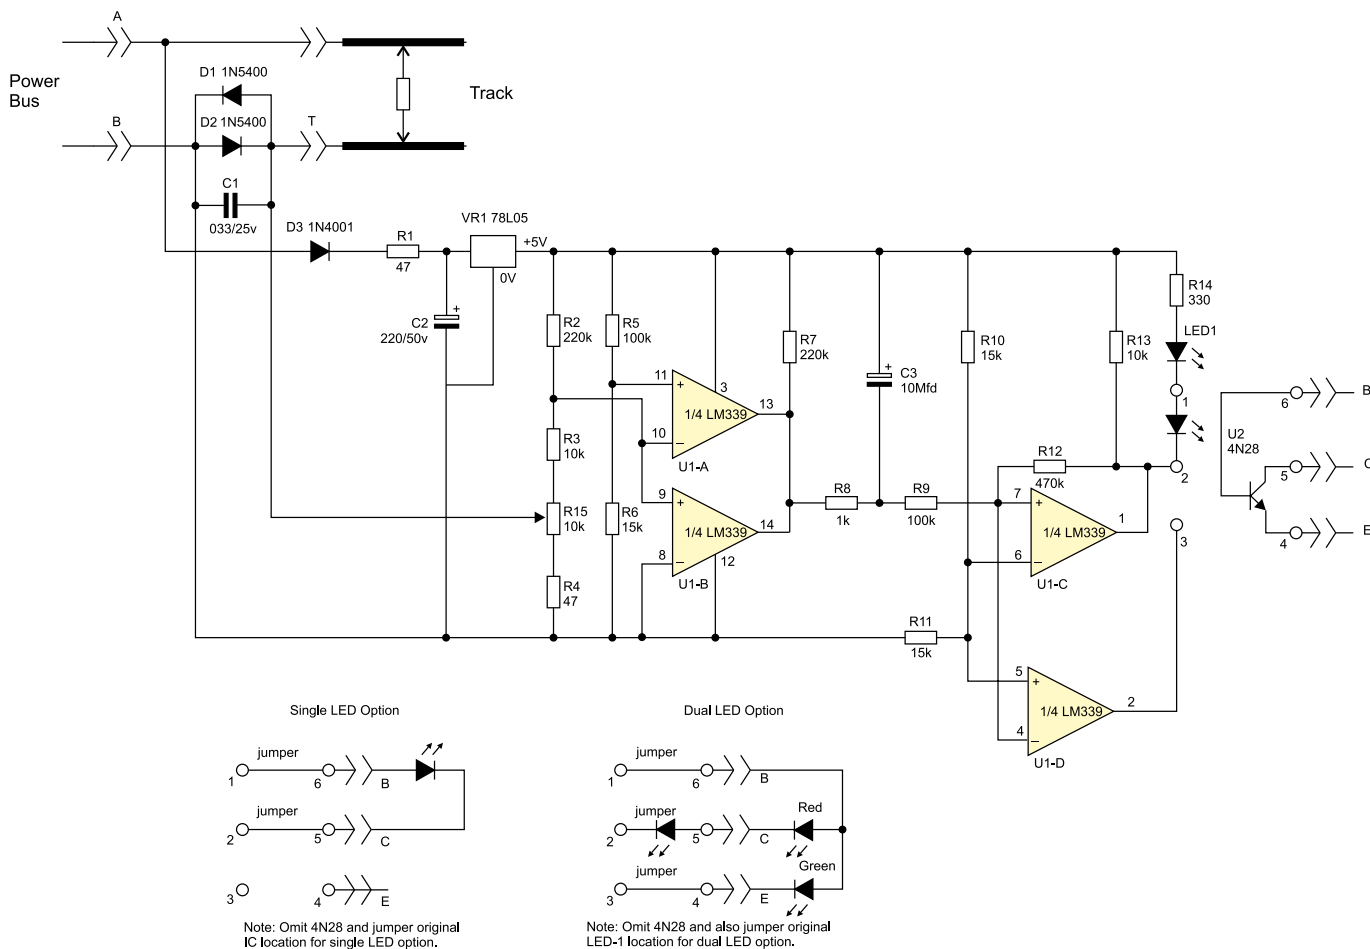 A
Power
Bus
D1 1N5400
Track
B
D2 1N5400
T
C1
033/25v
D3 1N4001
R1
47
VR1 78L05
+5V
0V
+
C2
220/50v
R2
220k
R5
100k
R7
220k
+
C3
10Mfd
R10
15k
R13
10k
R14
330
LED1
1
2
3
11
+
3
13
1/4 LM339
10
−
U1-A
R3
10k
R15
10k
R6
15k
R4
47
9
+
14
1/4 LM339
8
−
12
U1-B
R8
1k
R9
100k
R12
470k
7
+
1
1/4 LM339
6
−
U1-C
R11
15k
5
+
2
1/4 LM339
4
−
U1-D
6
B
U2
4N28
5
C
4
E
Single LED Option
jumper
1
6
B
jumper
2
5
C
3
4
E
Note: Omit 4N28 and jumper original
IC location for single LED option.
Dual LED Option
jumper
1
6
B
jumper
Red
2
5
C
jumper
Green
3
4
E
Note: Omit 4N28 and also jumper original
LED-1 location for dual LED option.